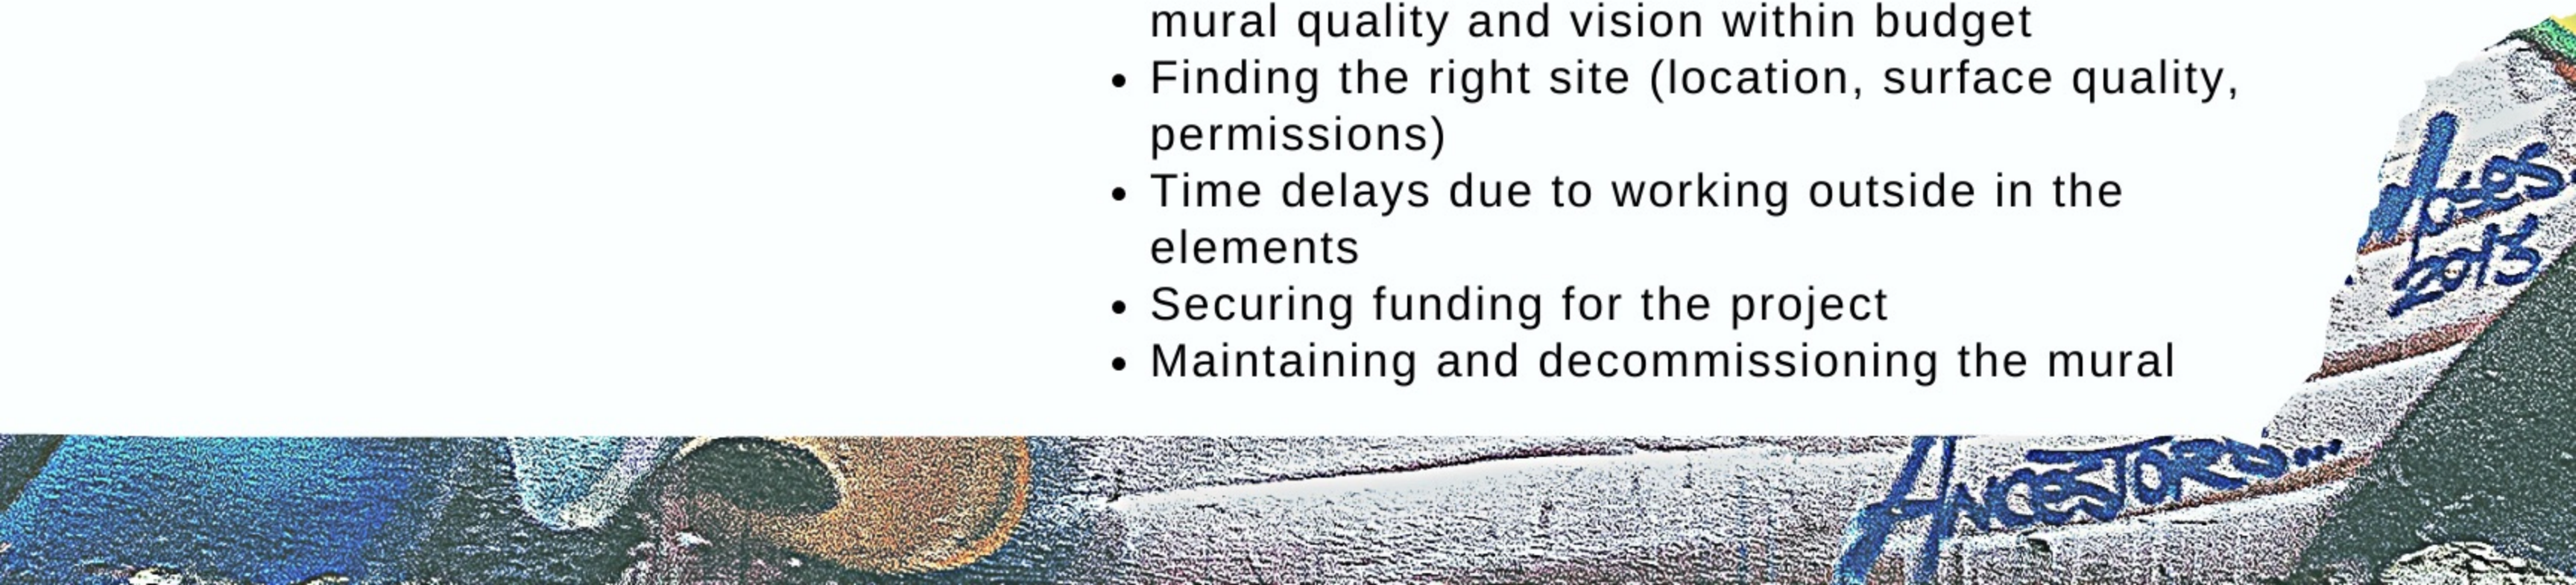 mural quality and vision within budget
• Finding the right site (location, surface quality,
permissions)
• Time delays due to working outside in the
elements
• Securing funding for the project
• Maintaining and decommissioning the mural
2013
ANCESTORS...